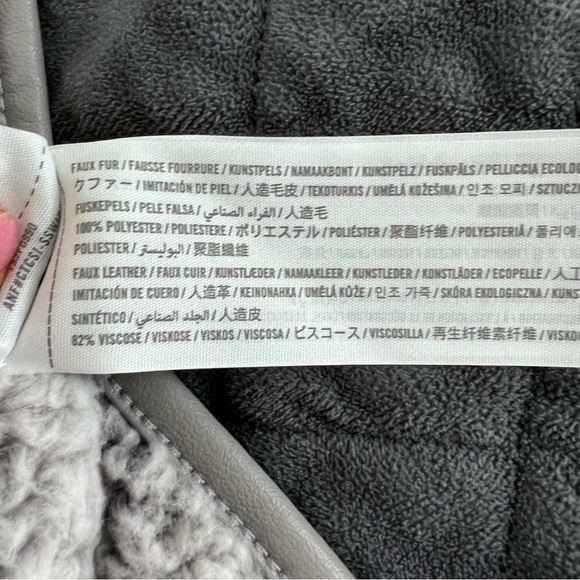 FAUX FUR / FAUSSE FOURRURE / KUNSTPELS / NAMAAKBONT / KUNSTPELZ / FUSKPÄLS / PELLICCIA ECOLOG
クファー / IMITACIÓN DE PIEL / 人造毛皮 / TEKOTURKIS / UMĚLÁ KOŽEŠINA / 인조 모피 / SZTUCZ
FUSKEPELS / PELE FALSA / الفراء الصناعي / 人造毛
100% POLYESTER / POLIESTERE / ポリエステル / POLIÉSTER / 聚酯纤维 / POLYESTERIÄ / 폴리에
POLIESTER / البوليستر / 聚脂纖維
FAUX LEATHER / FAUX CUIR / KUNSTLÆDER / NAMAAKLEER / KUNSTLEDER / KONSTLÄDER / ECOPELLE / 人工
IMITACIÓN DE CUERO / 人造革 / KEINONAHKA / UMĚLÁ KŮŽE / 인조 가죽 / SKÓRA EKOLOGICZNA / KUNS
SINTÉTICO / الجلد الصناعي / 人造皮
82% VISCOSE / VISKOSE / VISKOS / VISCOSA / ビスコース / VISCOSILLA / 再生纤维素纤维 / VISKO